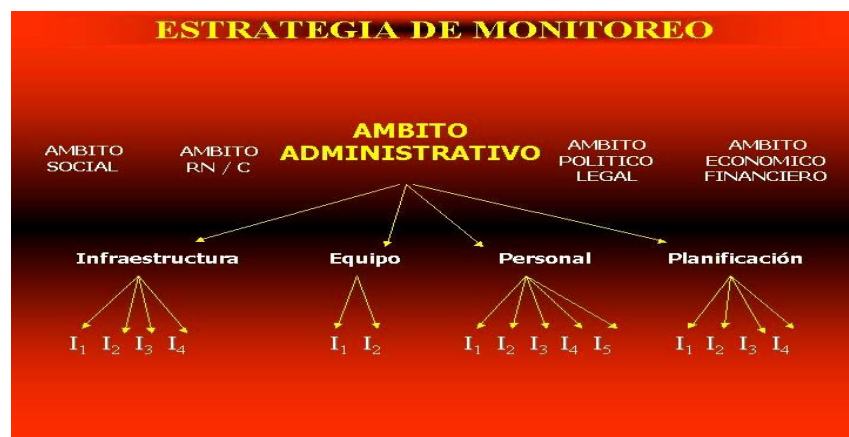 ESTRATEGIA DE MONITOREO
AMBITO
SOCIAL
AMBITO
RN / C
AMBITO
ADMINISTRATIVO
AMBITO
POLITICO
LEGAL
AMBITO
ECONOMICO
FINANCIERO
Infraestructura
Equipo
Personal
Planificación
I₁ I₂ I₃ I₄
I₁ I₂
I₁ I₂ I₃ I₄ I₅
I₁ I₂ I₃ I₄